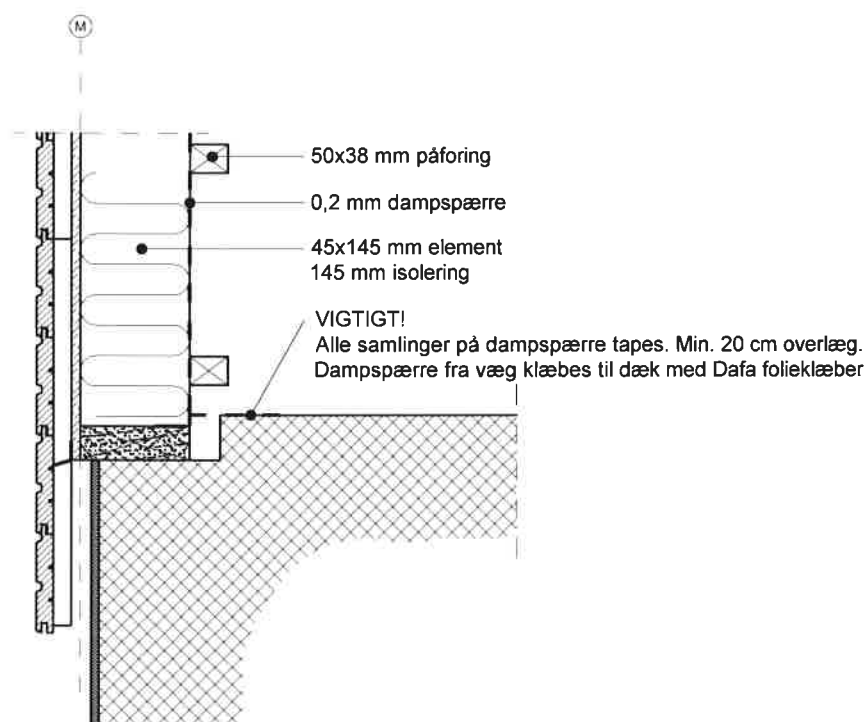 M
50x38 mm påforing
0,2 mm dampspærre
45x145 mm element
145 mm isolering
VIGTIGT!
Alle samlinger på dampspærre tapes. Min. 20 cm overlæg.
Dampspærre fra væg klæbes til dæk med Dafa folieklæber